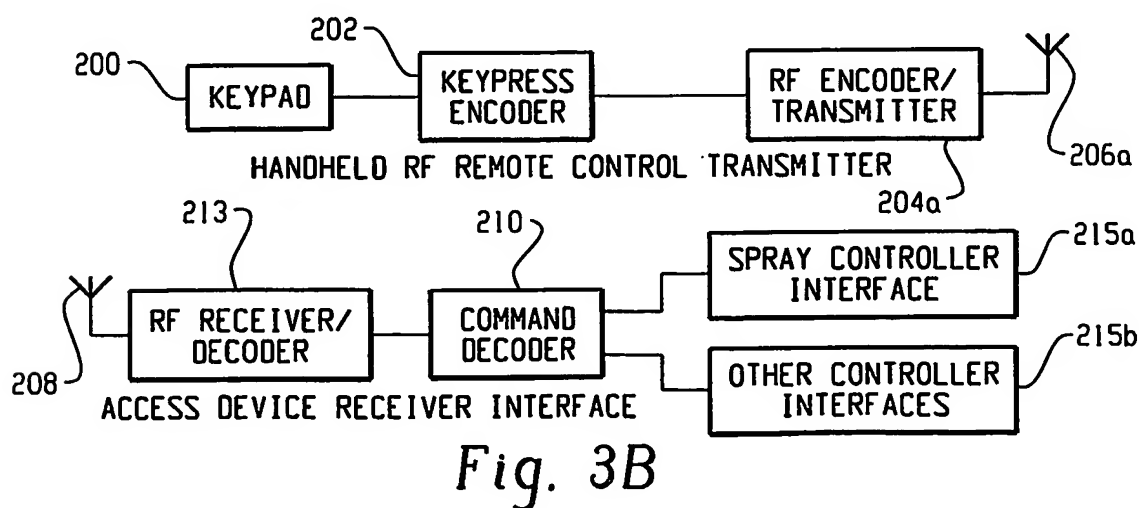 202
200
KEYPAD
KEYPRESS
ENCODER
RF ENCODER/
TRANSMITTER
206a
HANDHELD RF REMOTE CONTROL TRANSMITTER
204a
213
210
215a
SPRAY CONTROLLER
INTERFACE
RF RECEIVER/
DECODER
COMMAND
DECODER
208
215b
OTHER CONTROLLER
INTERFACES
ACCESS DEVICE RECEIVER INTERFACE
Fig. 3B